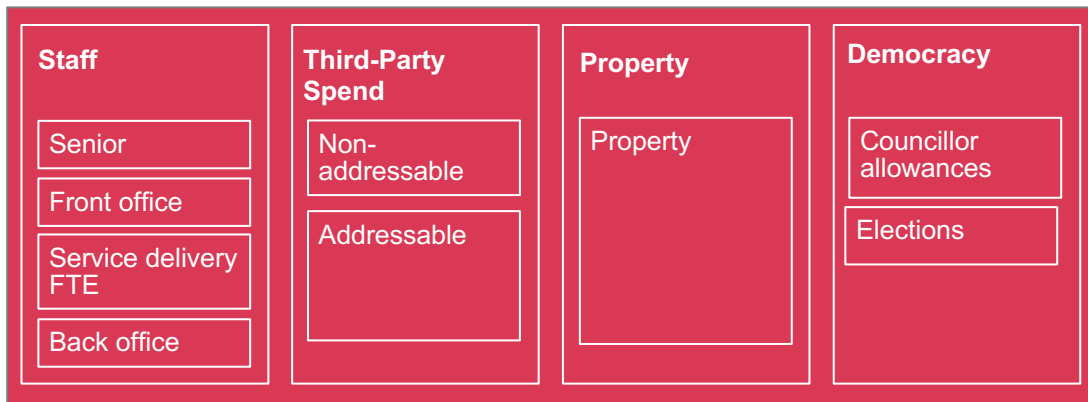 Staff
Senior
Front office
Service delivery
FTE
Back office
Third-Party
Spend
Non-
addressable
Addressable
Property
Property
Democracy
Councillor
allowances
Elections